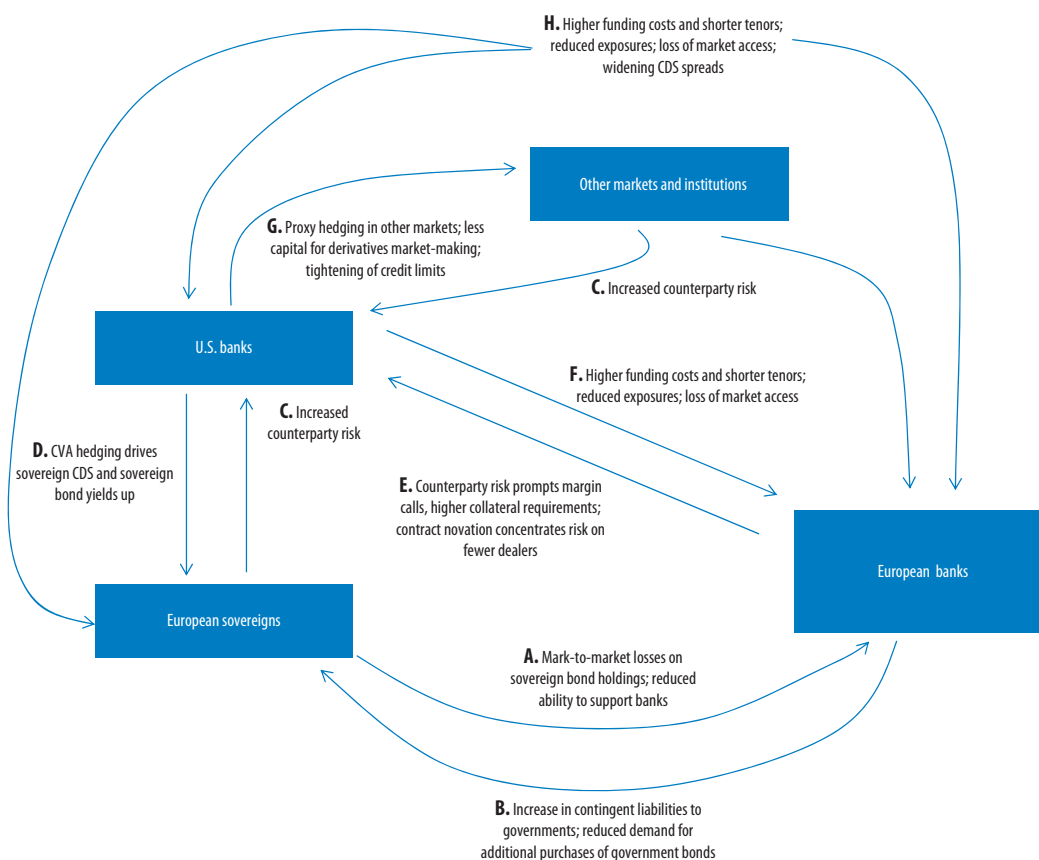 H. Higher funding costs and shorter tenors;
reduced exposures; loss of market access;
widening CDS spreads
Other markets and institutions
G. Proxy hedging in other markets; less
capital for derivatives market-making;
tightening of credit limits
C. Increased counterparty risk
U.S. banks
F. Higher funding costs and shorter tenors;
reduced exposures; loss of market access
C. Increased
counterparty risk
D. CVA hedging drives
sovereign CDS and sovereign
bond yields up
E. Counterparty risk prompts margin
calls, higher collateral requirements;
contract novation concentrates risk on
fewer dealers
European banks
European sovereigns
A. Mark-to-market losses on
sovereign bond holdings; reduced
ability to support banks
B. Increase in contingent liabilities to
governments; reduced demand for
additional purchases of government bonds